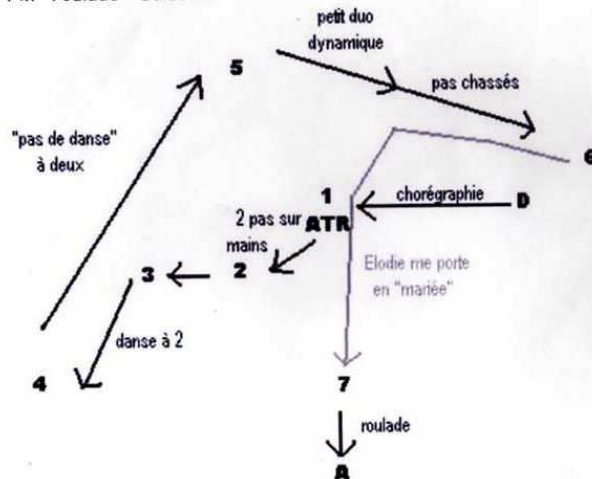 petit duo
dynamique
5
pas chassés
"pas de danse"
à deux
6
1
chorégraphie
D
2 pas sur
ATR
mains
3
2
Elodie me porte
en "mariée"
danse à 2
4
7
roulade
A